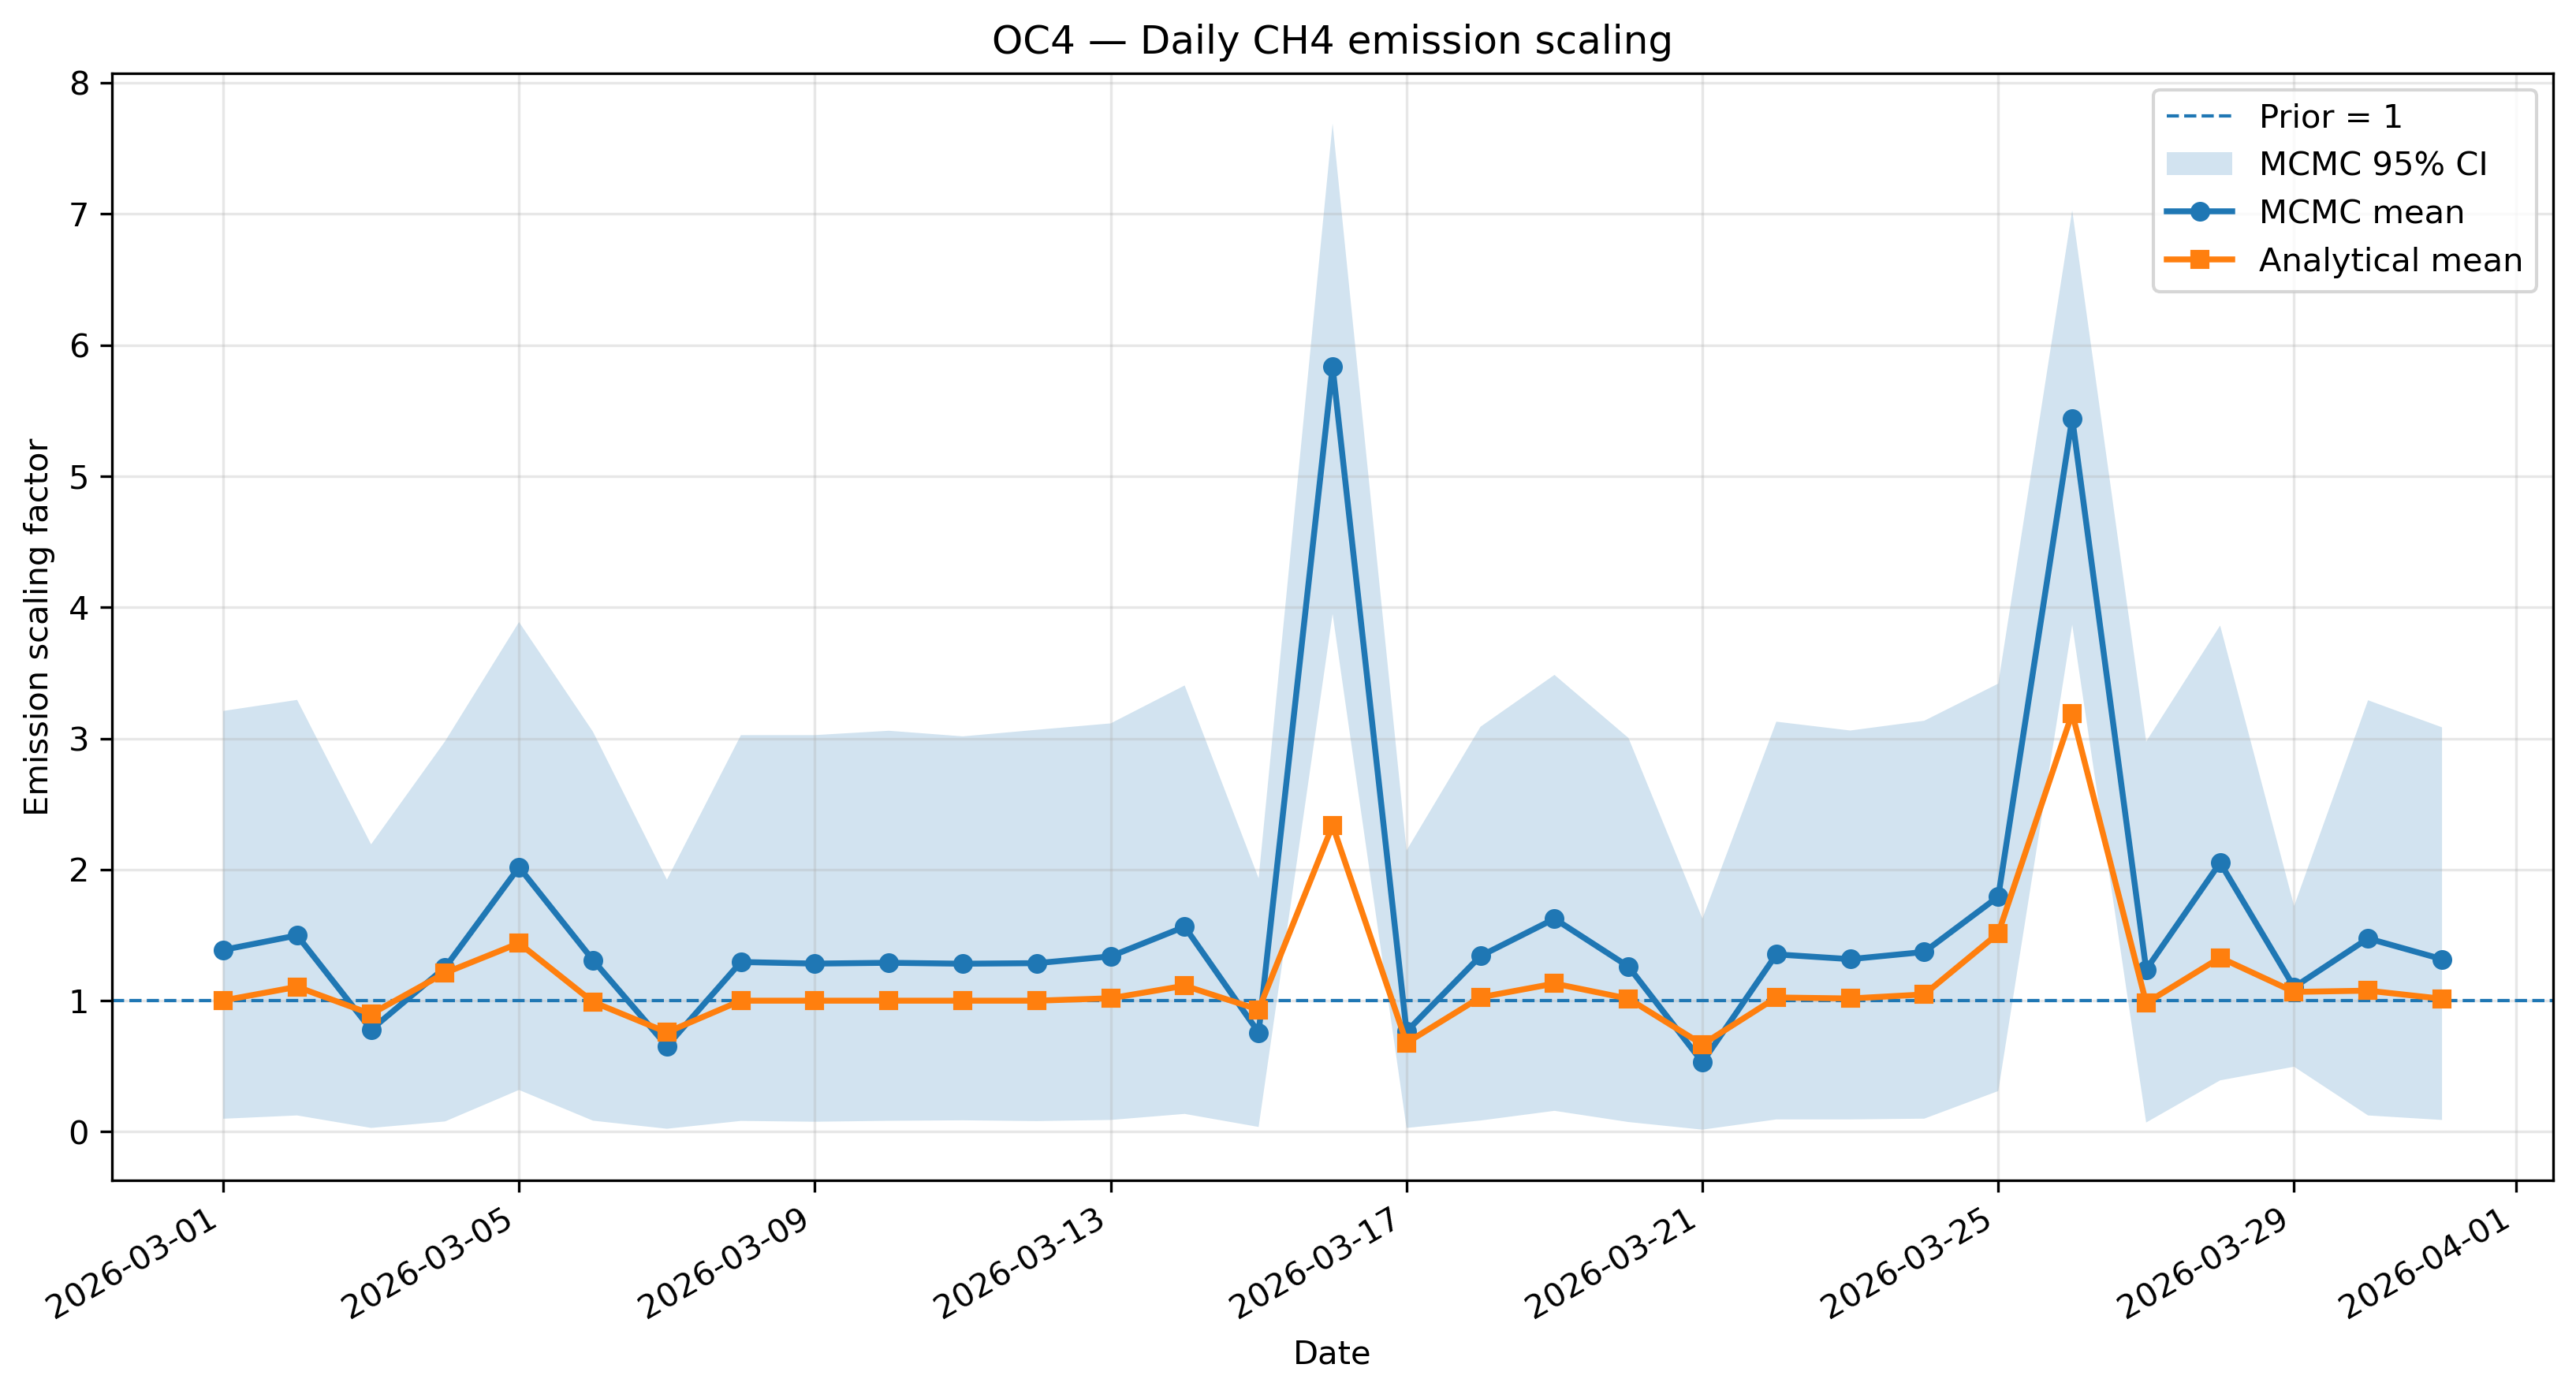 OC4 — Daily CH4 emission scaling
8
7
6
5
4
3
2
1
0
Emission scaling factor
Prior = 1
MCMC 95% CI
MCMC mean
Analytical mean
2026-03-01
2026-03-05
2026-03-09
2026-03-13
2026-03-17
2026-03-21
2026-03-25
2026-03-29
2026-04-01
Date